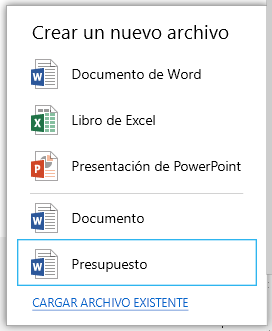 Crear un nuevo archivo
Documento de Word
Libro de Excel
Presentación de PowerPoint
Documento
Presupuesto
CARGAR ARCHIVO EXISTENTE